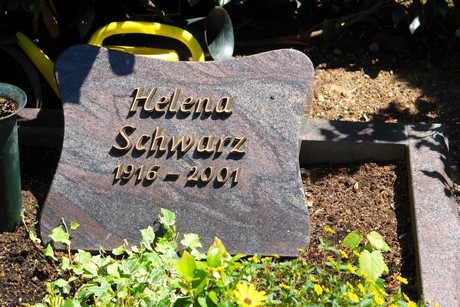 Helena
Schwarz
1916 - 2001